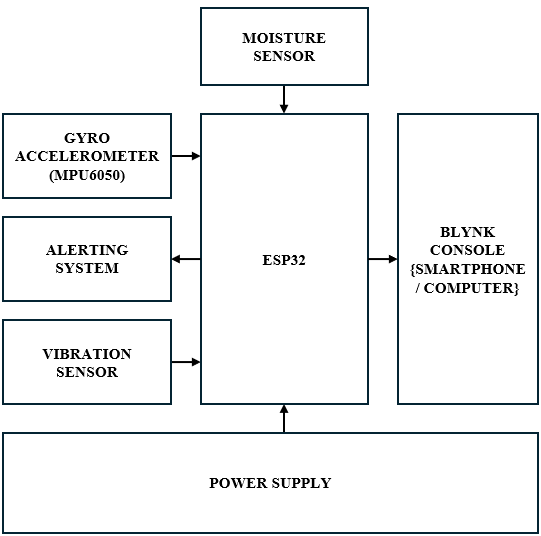 MOISTURE
SENSOR
GYRO
ACCELEROMETER
(MPU6050)
ALERTING
SYSTEM
VIBRATION
SENSOR
ESP32
BLYNK
CONSOLE
{SMARTPHONE
/ COMPUTER}
POWER SUPPLY